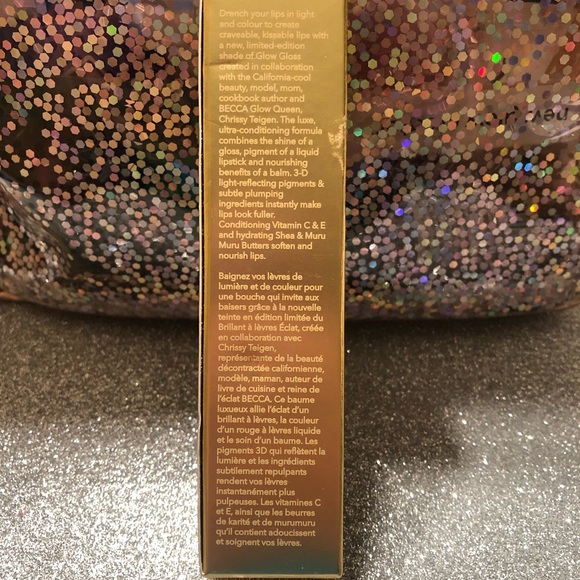 Drench your lips in light
and colour to create
craveable, kissable lips with
a new, limited-edition
shade of Glow Gloss
created in collaboration
with the California-cool
beauty, model, mom,
cookbook author and
BECCA Glow Queen,
Chrissy Teigen. The luxe,
ultra-conditioning formula
combines the shine of a
gloss, pigment of a liquid
lipstick and nourishing
benefits of a balm. 3-D
light-reflecting pigments &
subtle plumping
ingredients instantly make
lips look fuller.
Conditioning Vitamin C & E
and hydrating Shea & Muru
Muru Butters soften and
nourish lips.
Baignez vos lèvres de
lumière et de couleur pour
une bouche qui invite aux
baisers grâce à la nouvelle
teinte en édition limitée du
Brillant à lèvres Éclat, créée
en collaboration avec
Chrissy Teigen,
représentante de la beauté
décontractée californienne,
modèle, maman, auteur de
livre de cuisine et reine de
l'éclat BECCA. Ce baume
luxueux allie l'éclat d'un
brillant à lèvres, la couleur
d'un rouge à lèvres liquide
et le soin d'un baume. Les
pigments 3D qui reflètent la
lumière et les ingrédients
subtilement repulpants
rendent vos lèvres
instantanément plus
pulpeuses. Les vitamines C
et E, ainsi que les beurres
de karité et de murumuru
qu'il contient adoucissent
et soignent vos lèvres.